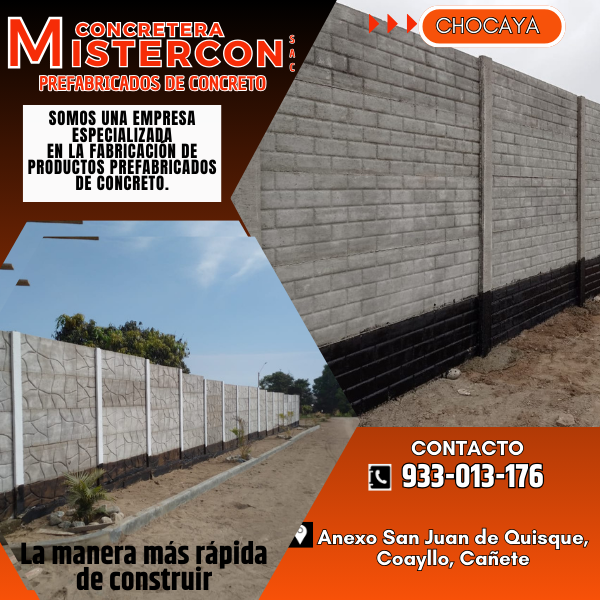 CONCRETERA
MISTERCON SAC
PREFABRICADOS DE CONCRETO
CHOCAYA
SOMOS UNA EMPRESA
ESPECIALIZADA
EN LA FABRICACIÓN DE
PRODUCTOS PREFABRICADOS
DE CONCRETO.
CONTACTO
933-013-176
Anexo San Juan de Quisque,
Coayllo, Cañete
La manera más rápida
de construir